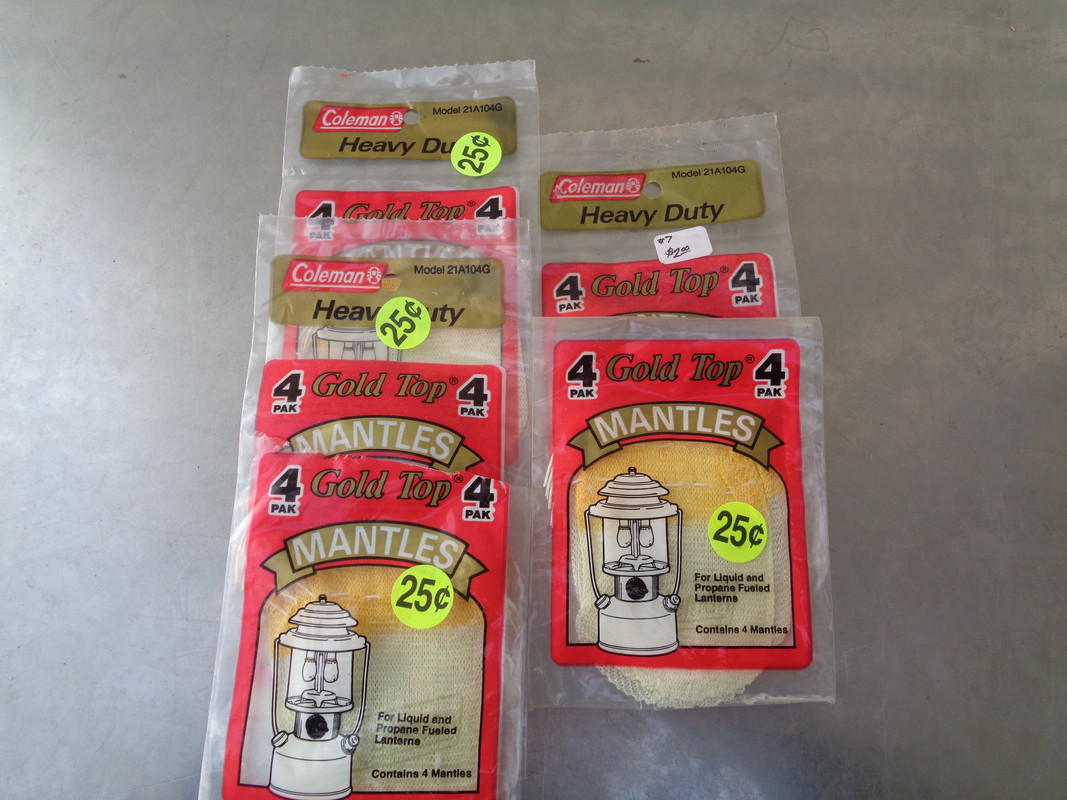 Coleman
Model 21A104G
Heavy Du
25¢
4 PAK
Gold Top®
4 PAK
MANTLES
Coleman
Model 21A104G
Heavy Duty
25¢
4 PAK
Gold Top®
4 PAK
MANTLES
4 PAK
Gold Top®
4 PAK
MANTLES
25¢
For Liquid and
Propane Fueled
Lanterns
Contains 4 Mantles
Coleman
Model 21A104G
Heavy Duty
#7
$2.00
4 PAK
Gold Top®
4 PAK
4 PAK
Gold Top®
4 PAK
MANTLES
25¢
For Liquid and
Propane Fueled
Lanterns
Contains 4 Mantles